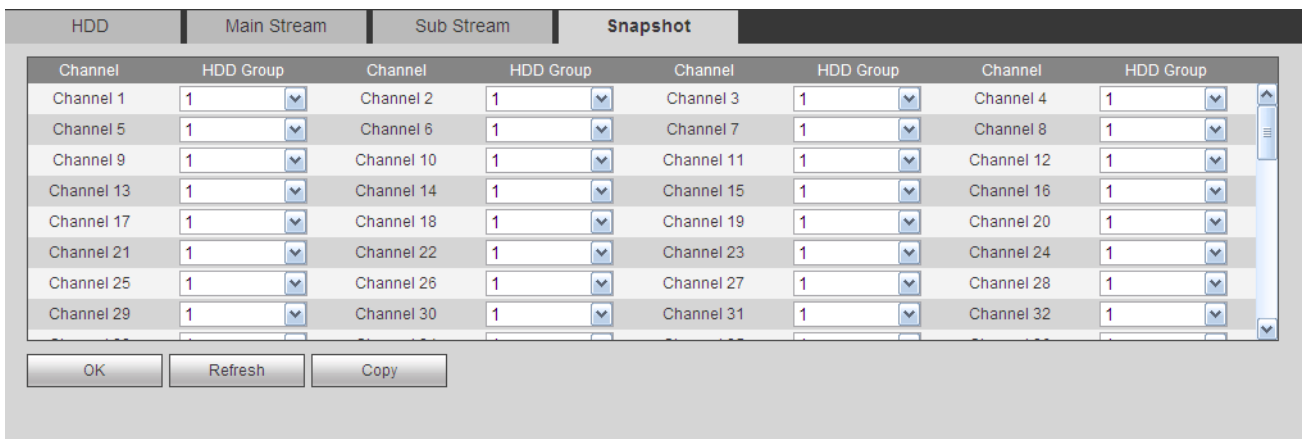 HDD Main Stream Sub Stream Snapshot
Channel HDD Group Channel HDD Group Channel HDD Group Channel HDD Group
Channel 1 1 Channel 2 1 Channel 3 1 Channel 4 1
Channel 5 1 Channel 6 1 Channel 7 1 Channel 8 1
Channel 9 1 Channel 10 1 Channel 11 1 Channel 12 1
Channel 13 1 Channel 14 1 Channel 15 1 Channel 16 1
Channel 17 1 Channel 18 1 Channel 19 1 Channel 20 1
Channel 21 1 Channel 22 1 Channel 23 1 Channel 24 1
Channel 25 1 Channel 26 1 Channel 27 1 Channel 28 1
Channel 29 1 Channel 30 1 Channel 31 1 Channel 32 1
OK Refresh Copy